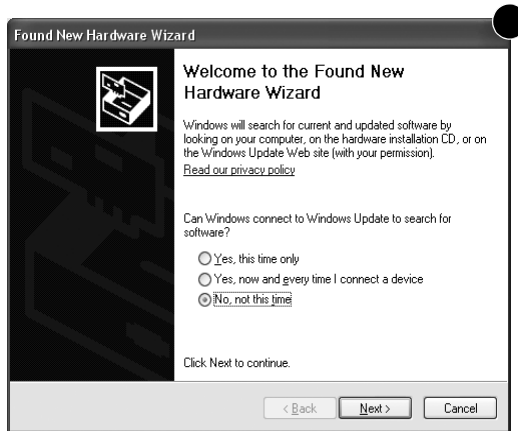 Found New Hardware Wizard
Welcome to the Found New
Hardware Wizard
Windows will search for current and updated software by
looking on your computer, on the hardware installation CD, or on
the Windows Update Web site (with your permission).
Read our privacy policy
Can Windows connect to Windows Update to search for
software?
Yes, this time only
Yes, now and every time I connect a device
No, not this time
Click Next to continue.
< Back Next > Cancel